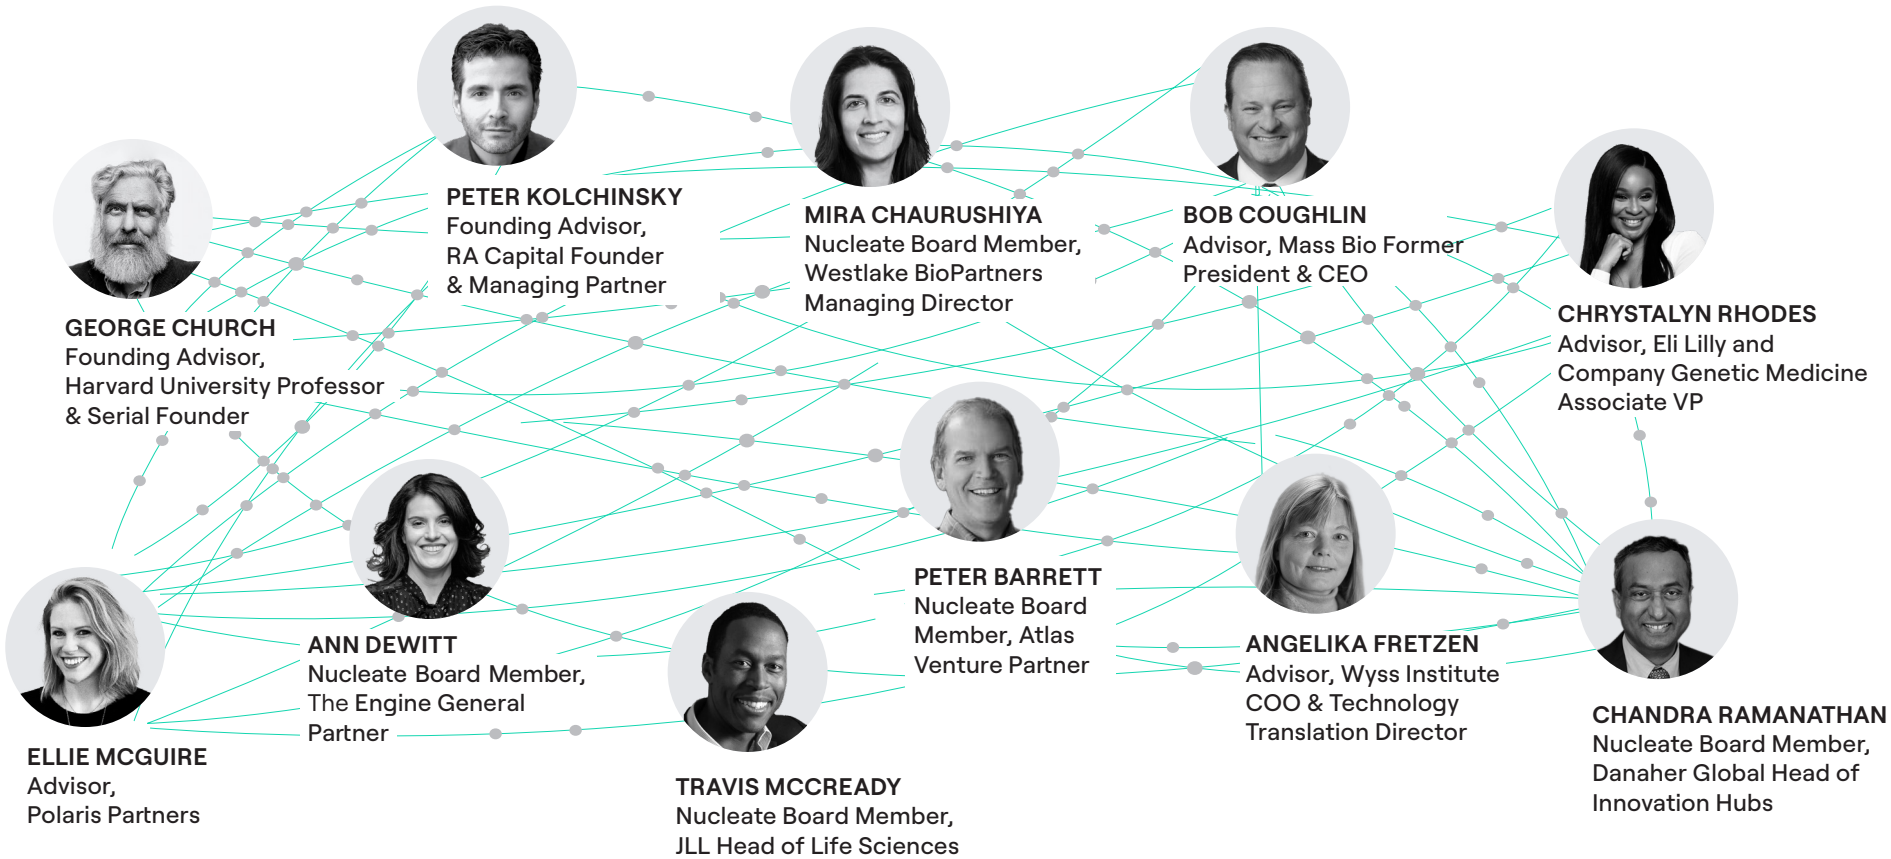 PETER KOLCHINSKY
Founding Advisor,
RA Capital Founder
& Managing Partner
MIRA CHAURUSHIYA
Nucleate Board Member,
Westlake BioPartners
Managing Director
BOB COUGHLIN
Advisor, Mass Bio Former
President & CEO
GEORGE CHURCH
Founding Advisor,
Harvard University Professor
& Serial Founder
CHRYSTALYN RHODES
Advisor, Eli Lilly and
Company Genetic Medicine
Associate VP
ELLIE MCGUIRE
Advisor,
Polaris Partners
ANN DEWITT
Nucleate Board Member,
The Engine General
Partner
TRAVIS MCCREADY
Nucleate Board Member,
JLL Head of Life Sciences
PETER BARRETT
Nucleate Board
Member, Atlas
Venture Partner
ANGELIKA FRETZEN
Advisor, Wyss Institute
COO & Technology
Translation Director
CHANDRA RAMANATHAN
Nucleate Board Member,
Danaher Global Head of
Innovation Hubs